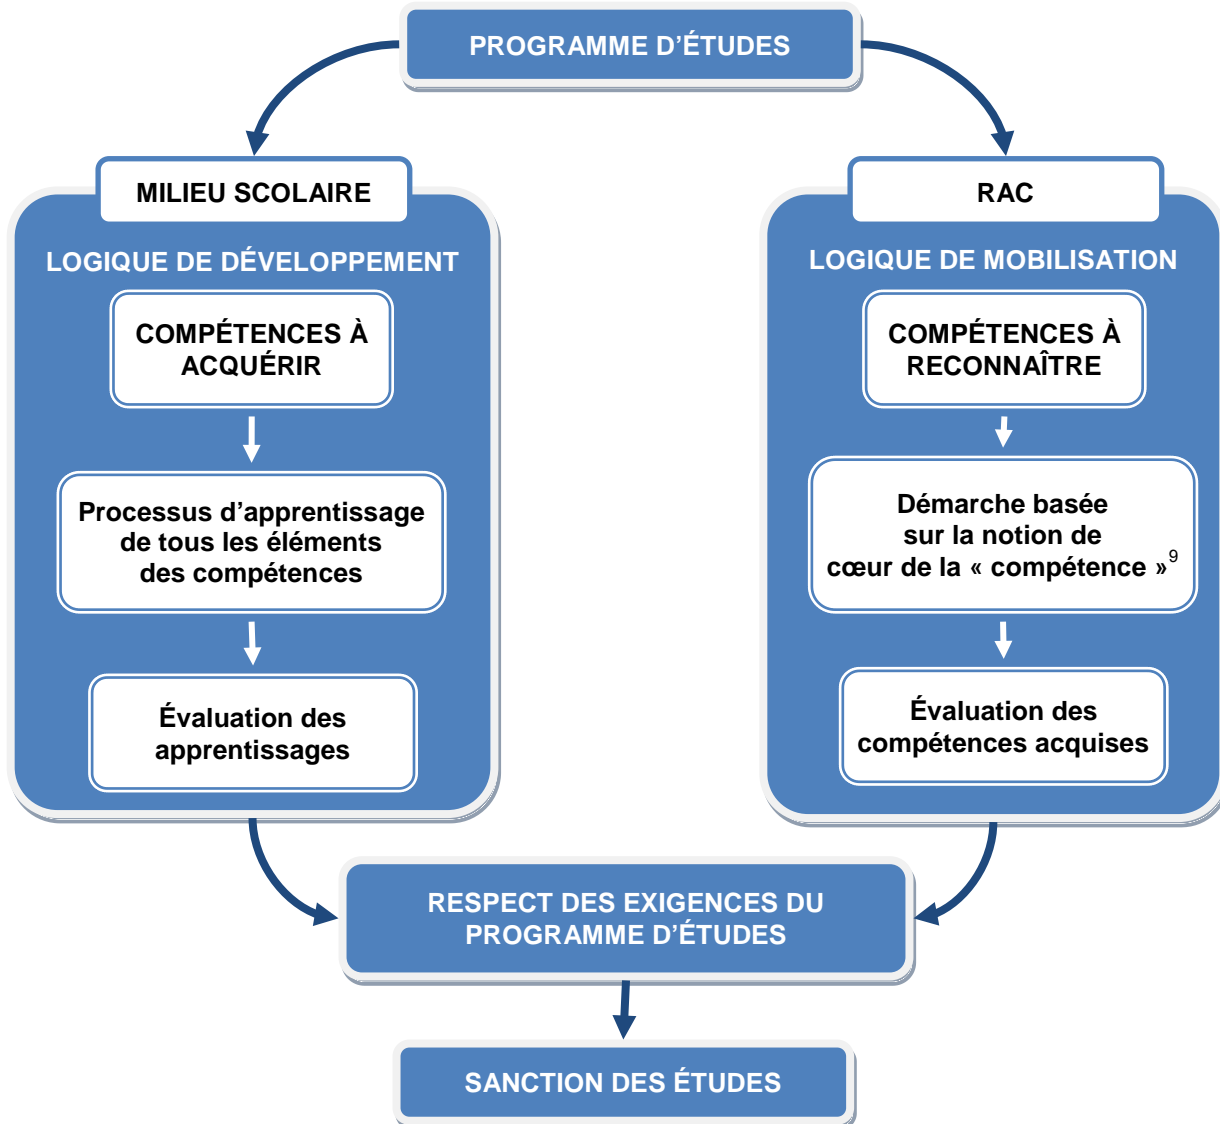 PROGRAMME D’ÉTUDES
MILIEU SCOLAIRE
LOGIQUE DE DÉVELOPPEMENT
COMPÉTENCES À
ACQUÉRIR
Processus d’apprentissage
de tous les éléments
des compétences
Évaluation des
apprentissages
RAC
LOGIQUE DE MOBILISATION
COMPÉTENCES À
RECONNAÎTRE
Démarche basée
sur la notion de
cœur de la « compétence »⁹
Évaluation des
compétences acquises
RESPECT DES EXIGENCES DU
PROGRAMME D’ÉTUDES
SANCTION DES ÉTUDES